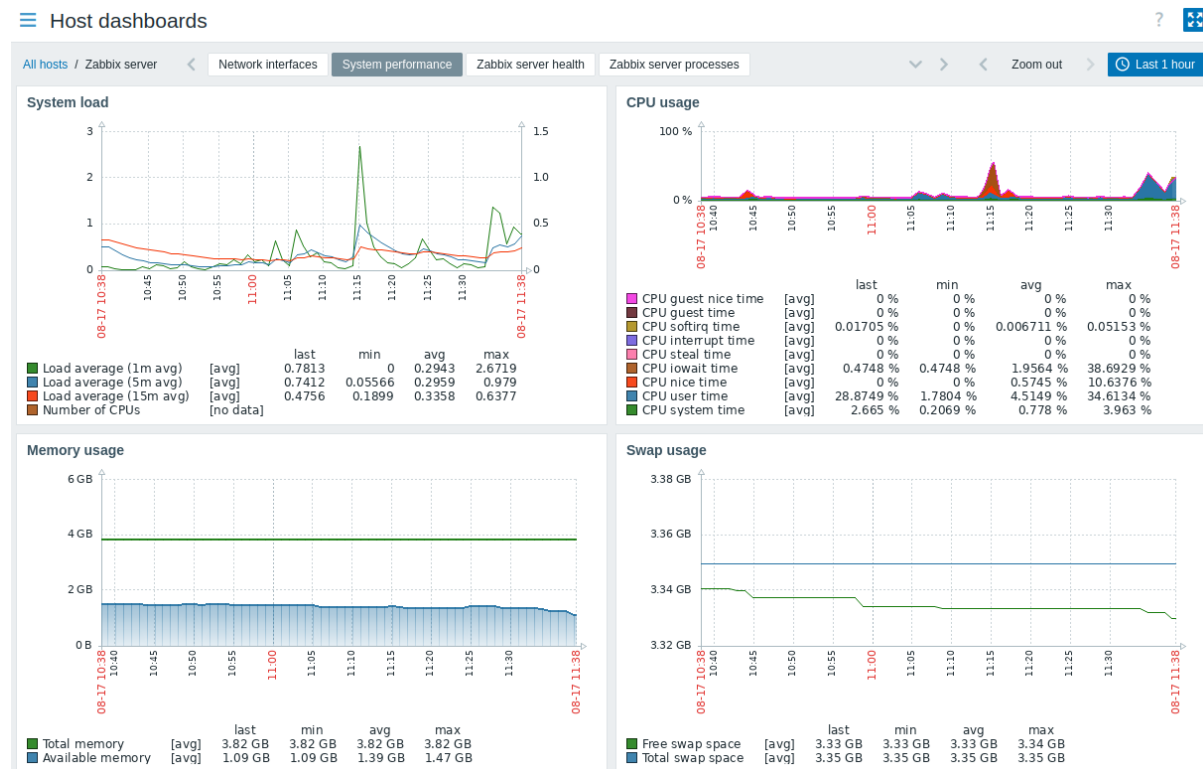 Host dashboards ?
All hosts / Zabbix server Network interfaces System performance Zabbix server health Zabbix server processes Zoom out Last 1 hour
System load
3 1.5
2 1.0
1 0.5
0 0
08-17 10:38 10:45 10:50 10:55 11:00 11:05 11:10 11:15 11:20 11:25 11:30 08-17 11:38
last min avg max
Load average (1m avg) [avg] 0.7813 0 0.2943 2.6719
Load average (5m avg) [avg] 0.7412 0.05566 0.2959 0.979
Load average (15m avg) [avg] 0.4756 0.1899 0.3358 0.6377
Number of CPUs [no data]
CPU usage
100 %
0 %
08-17 10:38 10:40 10:45 10:50 10:55 11:00 11:05 11:10 11:15 11:20 11:25 11:30 08-17 11:38
last min avg max
CPU guest nice time [avg] 0 % 0 % 0 % 0 %
CPU guest time [avg] 0 % 0 % 0 % 0 %
CPU softirq time [avg] 0.01705 % 0 % 0.006711 % 0.05153 %
CPU interrupt time [avg] 0 % 0 % 0 % 0 %
CPU steal time [avg] 0 % 0 % 0 % 0 %
CPU iowait time [avg] 0.4748 % 0.4748 % 1.9564 % 38.6929 %
CPU nice time [avg] 0 % 0 % 0.5745 % 10.6376 %
CPU user time [avg] 28.8749 % 1.7804 % 4.5149 % 34.6134 %
CPU system time [avg] 2.665 % 0.2069 % 0.778 % 3.963 %
Memory usage
6 GB
4 GB
2 GB
0 B
08-17 10:38 10:40 10:45 10:50 10:55 11:00 11:05 11:10 11:15 11:20 11:25 11:30 08-17 11:38
last min avg max
Total memory [avg] 3.82 GB 3.82 GB 3.82 GB 3.82 GB
Available memory [avg] 1.09 GB 1.09 GB 1.39 GB 1.47 GB
Swap usage
3.38 GB
3.36 GB
3.34 GB
3.32 GB
08-17 10:38 10:40 10:45 10:50 10:55 11:00 11:05 11:10 11:15 11:20 11:25 11:30 08-17 11:38
last min avg max
Free swap space [avg] 3.33 GB 3.33 GB 3.33 GB 3.34 GB
Total swap space [avg] 3.35 GB 3.35 GB 3.35 GB 3.35 GB